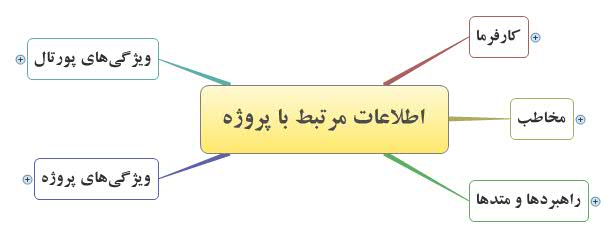 کارفرما
ویژگی‌های پورتال
اطلاعات مرتبط با پروژه
مخاطب
ویژگی‌های پروژه
راهبردها و متدها